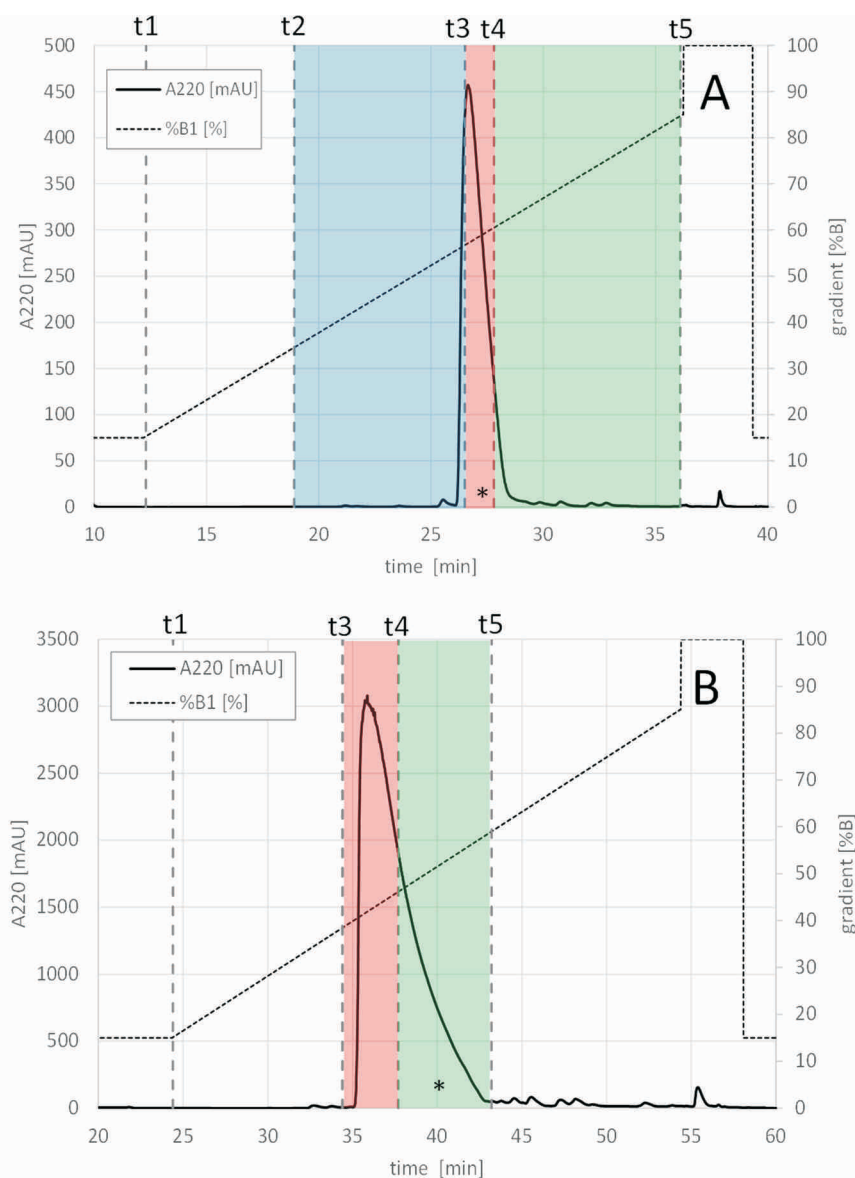 t1 t2 t3 t4 t5
500 100
450 90
400 80
350 70
300 60
250 50
200 40
150 30
100 20
50 10
0 0
A220 [mAU]
%B1 [%]
A
A220 [mAU]
gradient [%B]
*
10 15 20 25 30 35 40
time [min]
t1 t3 t4 t5
3500 100
90
3000
80
2500 70
60
2000
50
1500 40
30
1000
20
500
10
0 0
A220 [mAU]
%B1 [%]
B
A220 [mAU]
gradient [%B]
*
20 25 30 35 40 45 50 55 60
time [min]